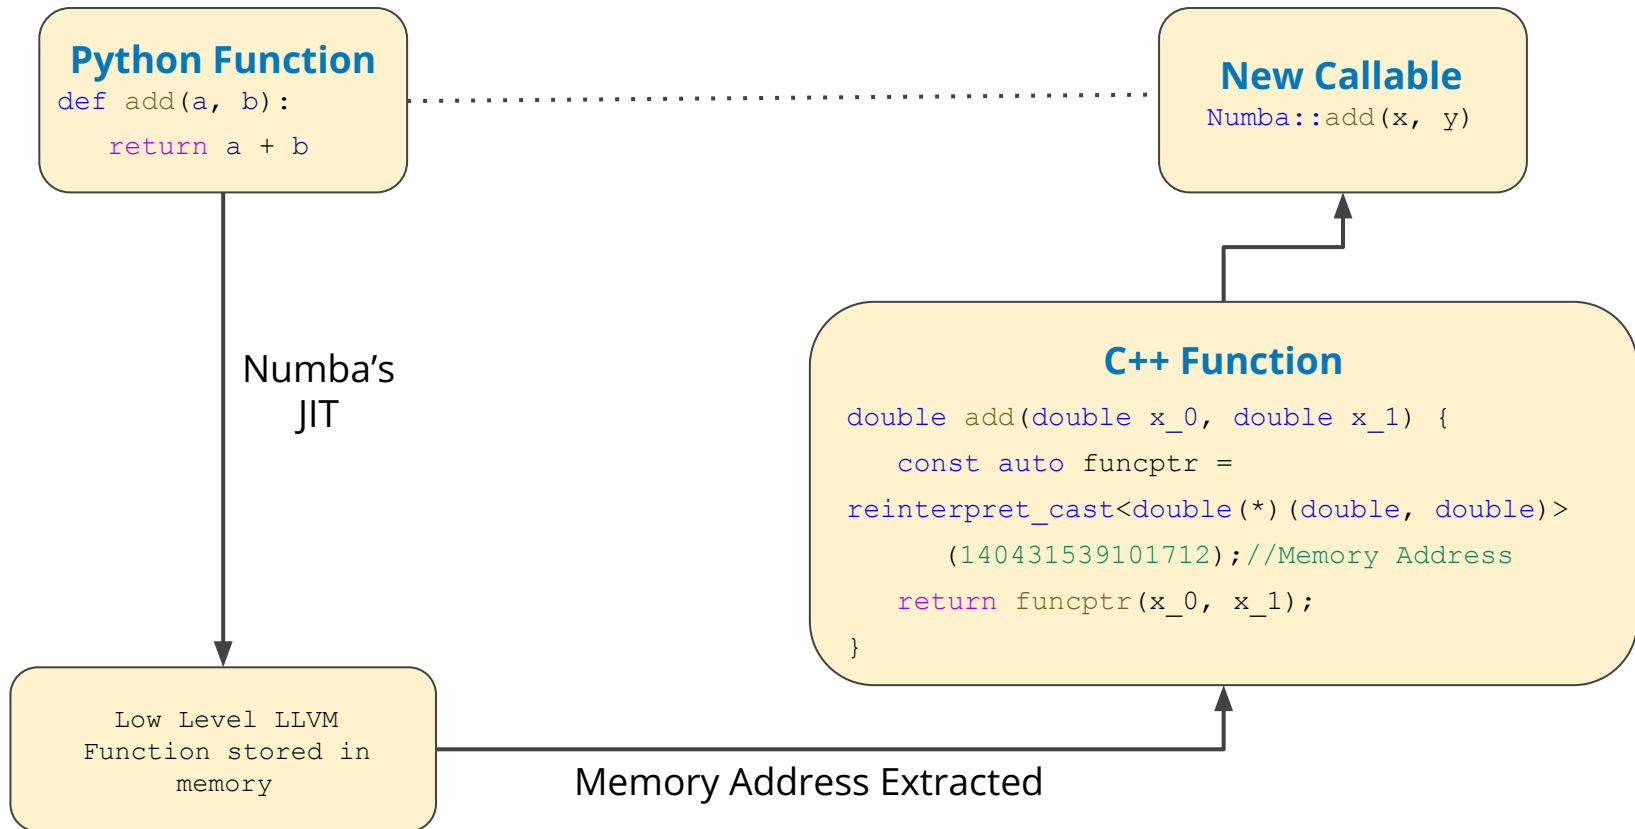 Python Function
def add(a, b):
return a + b
New Callable
Numba::add(x, y)
Numba’s
JIT
C++ Function
double add(double x_0, double x_1) {
const auto funcptr =
reinterpret_cast<double(*)(double, double)>
(140431539101712);//Memory Address
return funcptr(x_0, x_1);
}
Low Level LLVM
Function stored in
memory
Memory Address Extracted